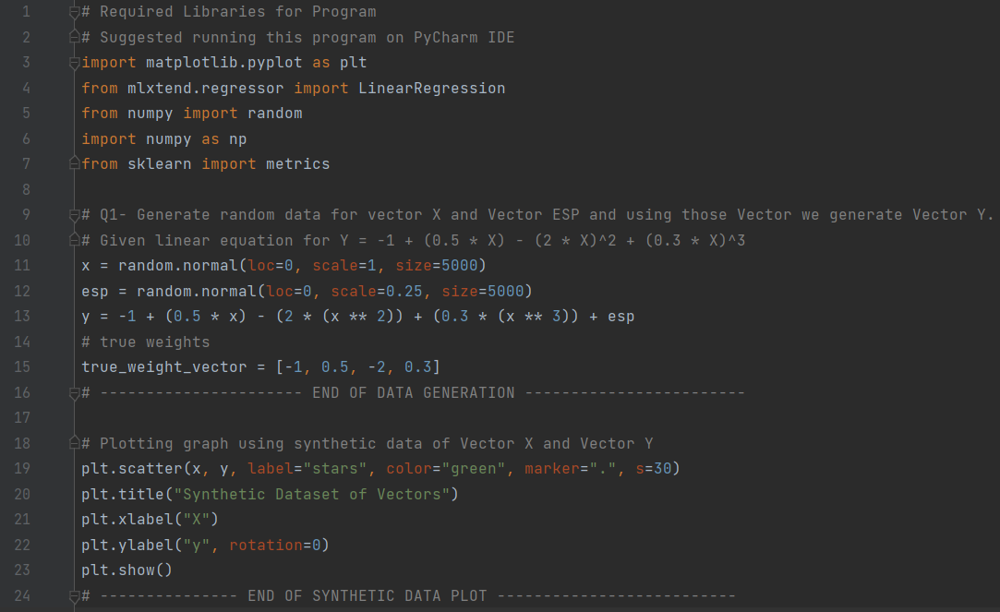 1 # Required Libraries for Program
2 # Suggested running this program on PyCharm IDE
3 import matplotlib.pyplot as plt
4 from mlxtend.regressor import LinearRegression
5 from numpy import random
6 import numpy as np
7 from sklearn import metrics
8
9 # Q1- Generate random data for vector X and Vector ESP and using those Vector we generate Vector Y.
10 # Given linear equation for Y = -1 + (0.5 * X) - (2 * X)^2 + (0.3 * X)^3
11 x = random.normal(loc=0, scale=1, size=5000)
12 esp = random.normal(loc=0, scale=0.25, size=5000)
13 y = -1 + (0.5 * x) - (2 * (x ** 2)) + (0.3 * (x ** 3)) + esp
14 # true weights
15 true_weight_vector = [-1, 0.5, -2, 0.3]
16 # ---------------------- END OF DATA GENERATION ------------------------
17
18 # Plotting graph using synthetic data of Vector X and Vector Y
19 plt.scatter(x, y, label="stars", color="green", marker=".", s=30)
20 plt.title("Synthetic Dataset of Vectors")
21 plt.xlabel("X")
22 plt.ylabel("y", rotation=0)
23 plt.show()
24 # --------------- END OF SYNTHETIC DATA PLOT --------------------------